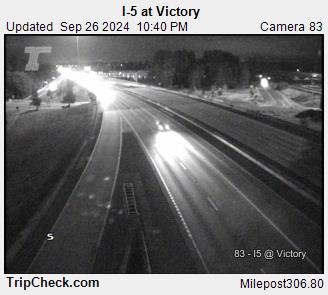 I-5 at Victory
Updated Sep 26 2024 10:40 PM Camera 83
S
83 - I5 @ Victory
TripCheck.com Milepost306.80